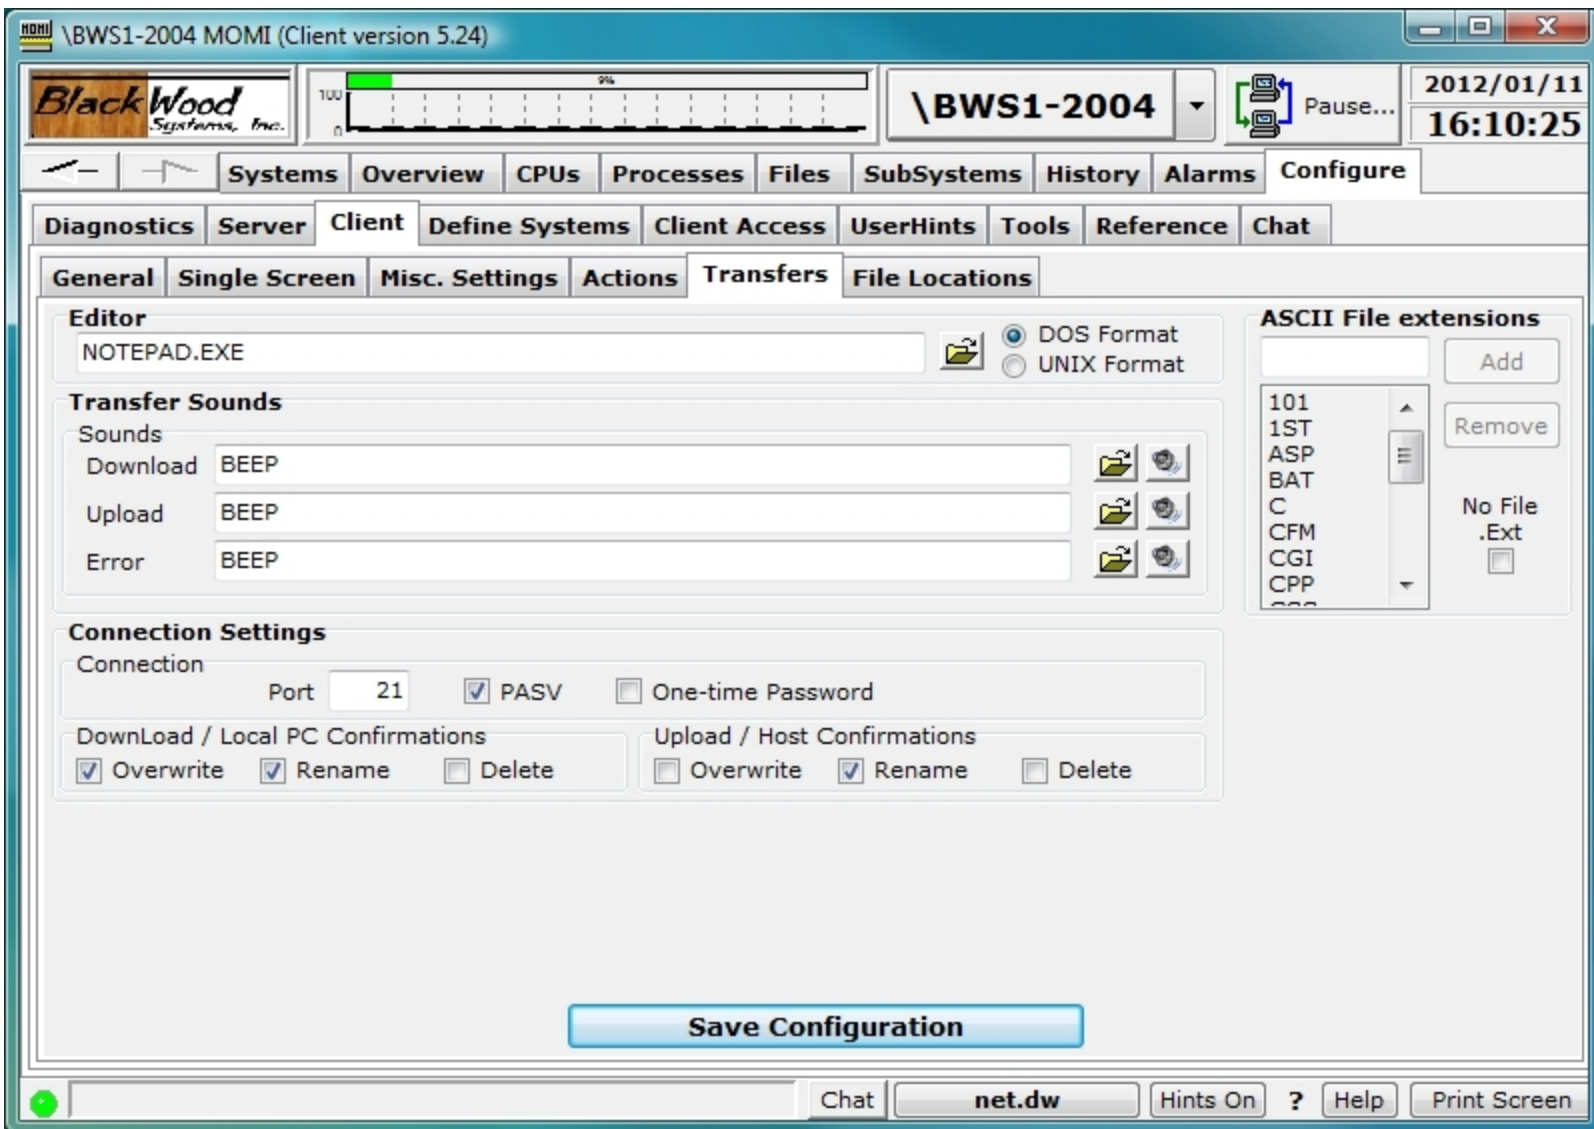 MOMI \BWS1-2004 MOMI (Client version 5.24)
BlackWood Systems, Inc.
100
0
9%
\BWS1-2004
Pause...
2012/01/11
16:10:25
Systems Overview CPUs Processes Files SubSystems History Alarms Configure
Diagnostics Server Client Define Systems Client Access UserHints Tools Reference Chat
General Single Screen Misc. Settings Actions Transfers File Locations
Editor
NOTEPAD.EXE
DOS Format
UNIX Format
Transfer Sounds
Sounds
Download BEEP
Upload BEEP
Error BEEP
ASCII File extensions
Add
Remove
101
1ST
ASP
BAT
C
CFM
CGI
CPP
No File
.Ext
Connection Settings
Connection
Port 21 PASV One-time Password
DownLoad / Local PC Confirmations
Overwrite Rename Delete
Upload / Host Confirmations
Overwrite Rename Delete
Save Configuration
Chat net.dw Hints On ? Help Print Screen